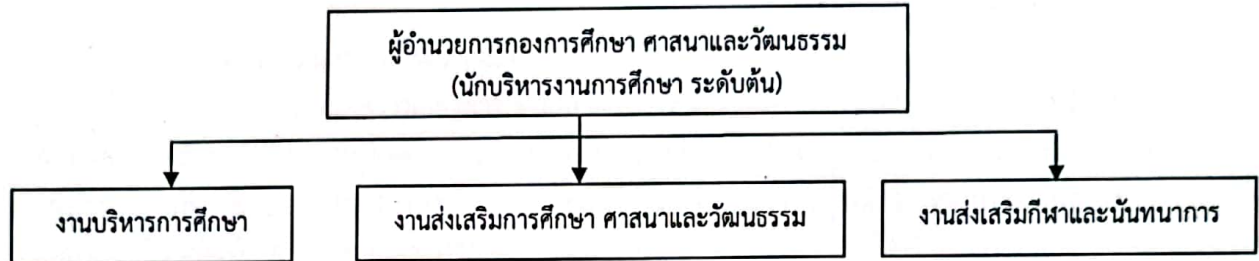 ผู้อำนวยการกองการศึกษา ศาสนาและวัฒนธรรม
(นักบริหารงานการศึกษา ระดับต้น)
งานบริหารการศึกษา
งานส่งเสริมการศึกษา ศาสนาและวัฒนธรรม
งานส่งเสริมกีฬาและนันทนาการ